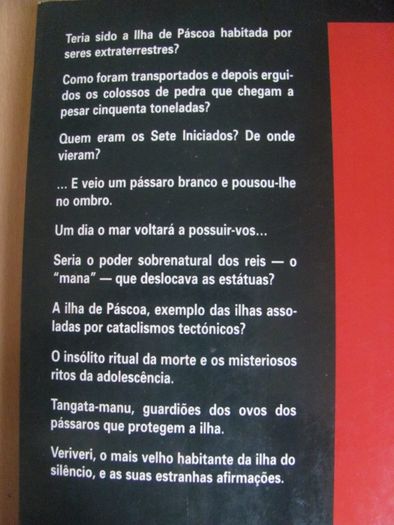 Teria sido a Ilha de Páscoa habitada por
seres extraterrestres?
Como foram transportados e depois ergui-
dos os colossos de pedra que chegam a
pesar cinquenta toneladas?
Quem eram os Sete Iniciados? De onde
vieram?
... E veio um pássaro branco e pousou-lhe
no ombro.
Um dia o mar voltará a possuir-vos...
Seria o poder sobrenatural dos reis — o
“mana” — que deslocava as estátuas?
A ilha de Páscoa, exemplo das ilhas asso-
ladas por cataclismos tectónicos?
O insólito ritual da morte e os misteriosos
ritos da adolescência.
Tangata-manu, guardiões dos ovos dos
pássaros que protegem a ilha.
Veriveri, o mais velho habitante da ilha do
silêncio, e as suas estranhas afirmações.